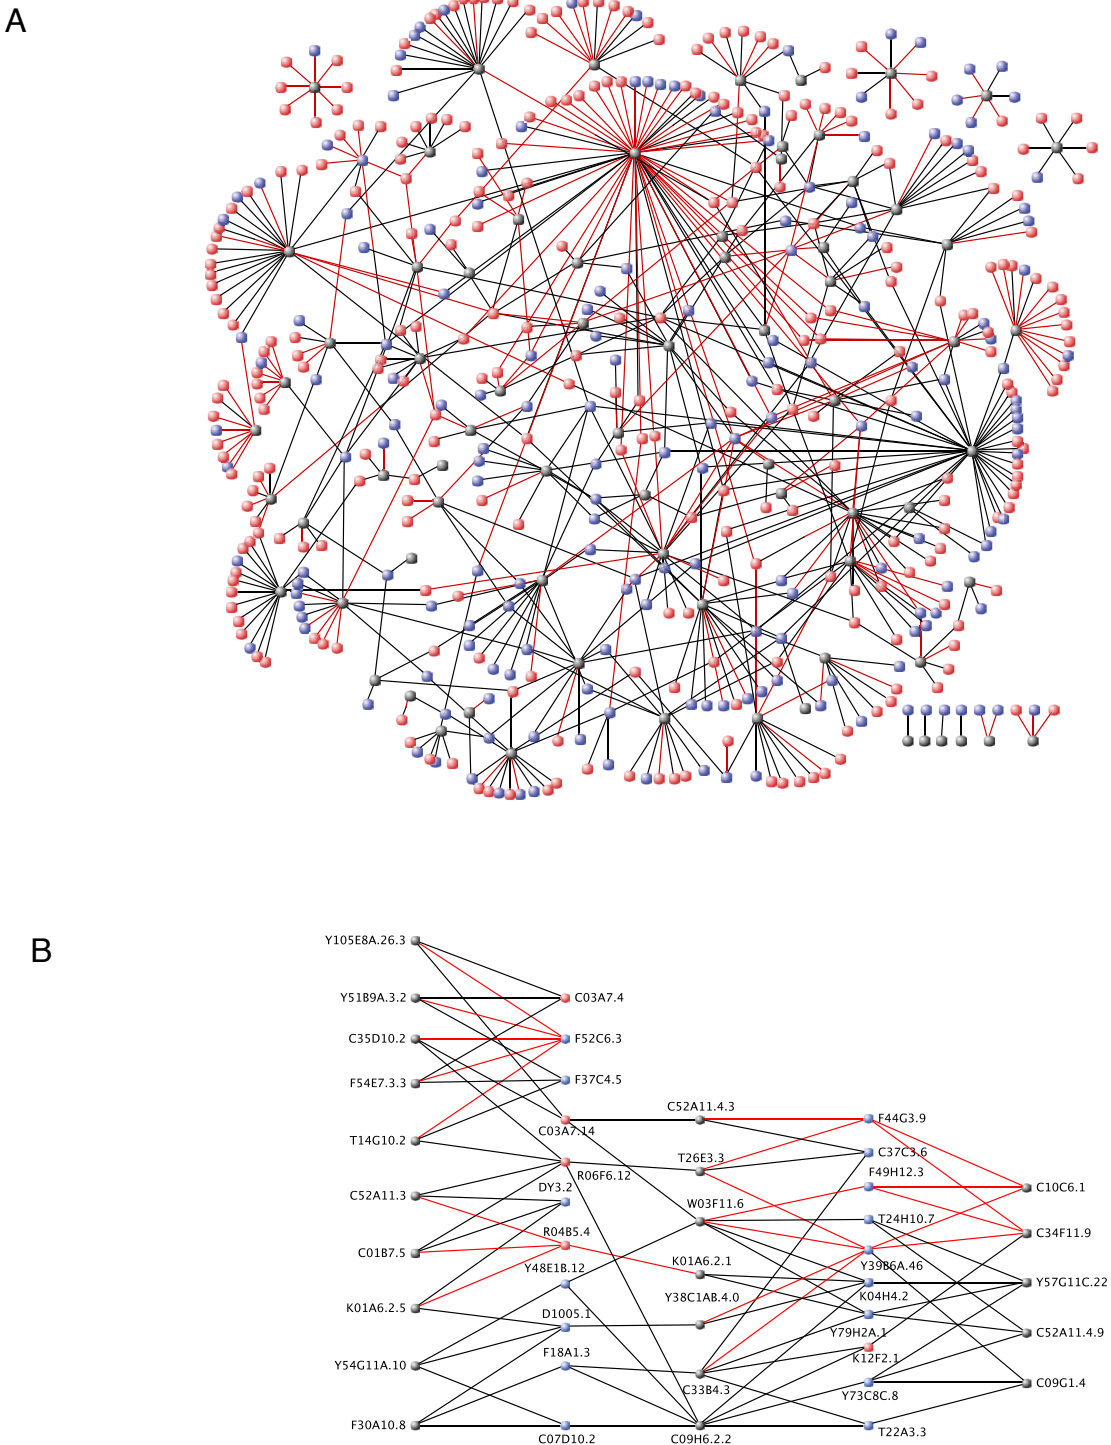 A
B
Y105E8A.26.3
Y51B9A.3.2
C03A7.4
C35D10.2
F52C6.3
F54E7.3.3
F37C4.5
C52A11.4.3
F44G3.9
C03A7.14
T14G10.2
C37C3.6
T26E3.3
R06F6.12
F49H12.3
C52A11.3
DY3.2
C10C6.1
W03F11.6
T24H10.7
R04B5.4
C34F11.9
C01B7.5
Y48E1B.12
K01A6.2.1
Y39B6A.46
Y57G11C.22
K01A6.2.5
Y38C1AB.4.0
K04H4.2
D1005.1
Y79H2A.1
C52A11.4.9
Y54G11A.10
F18A1.3
K12F2.1
C33B4.3
Y73C8C.8
C09G1.4
F30A10.8
C07D10.2
C09H6.2.2
T22A3.3